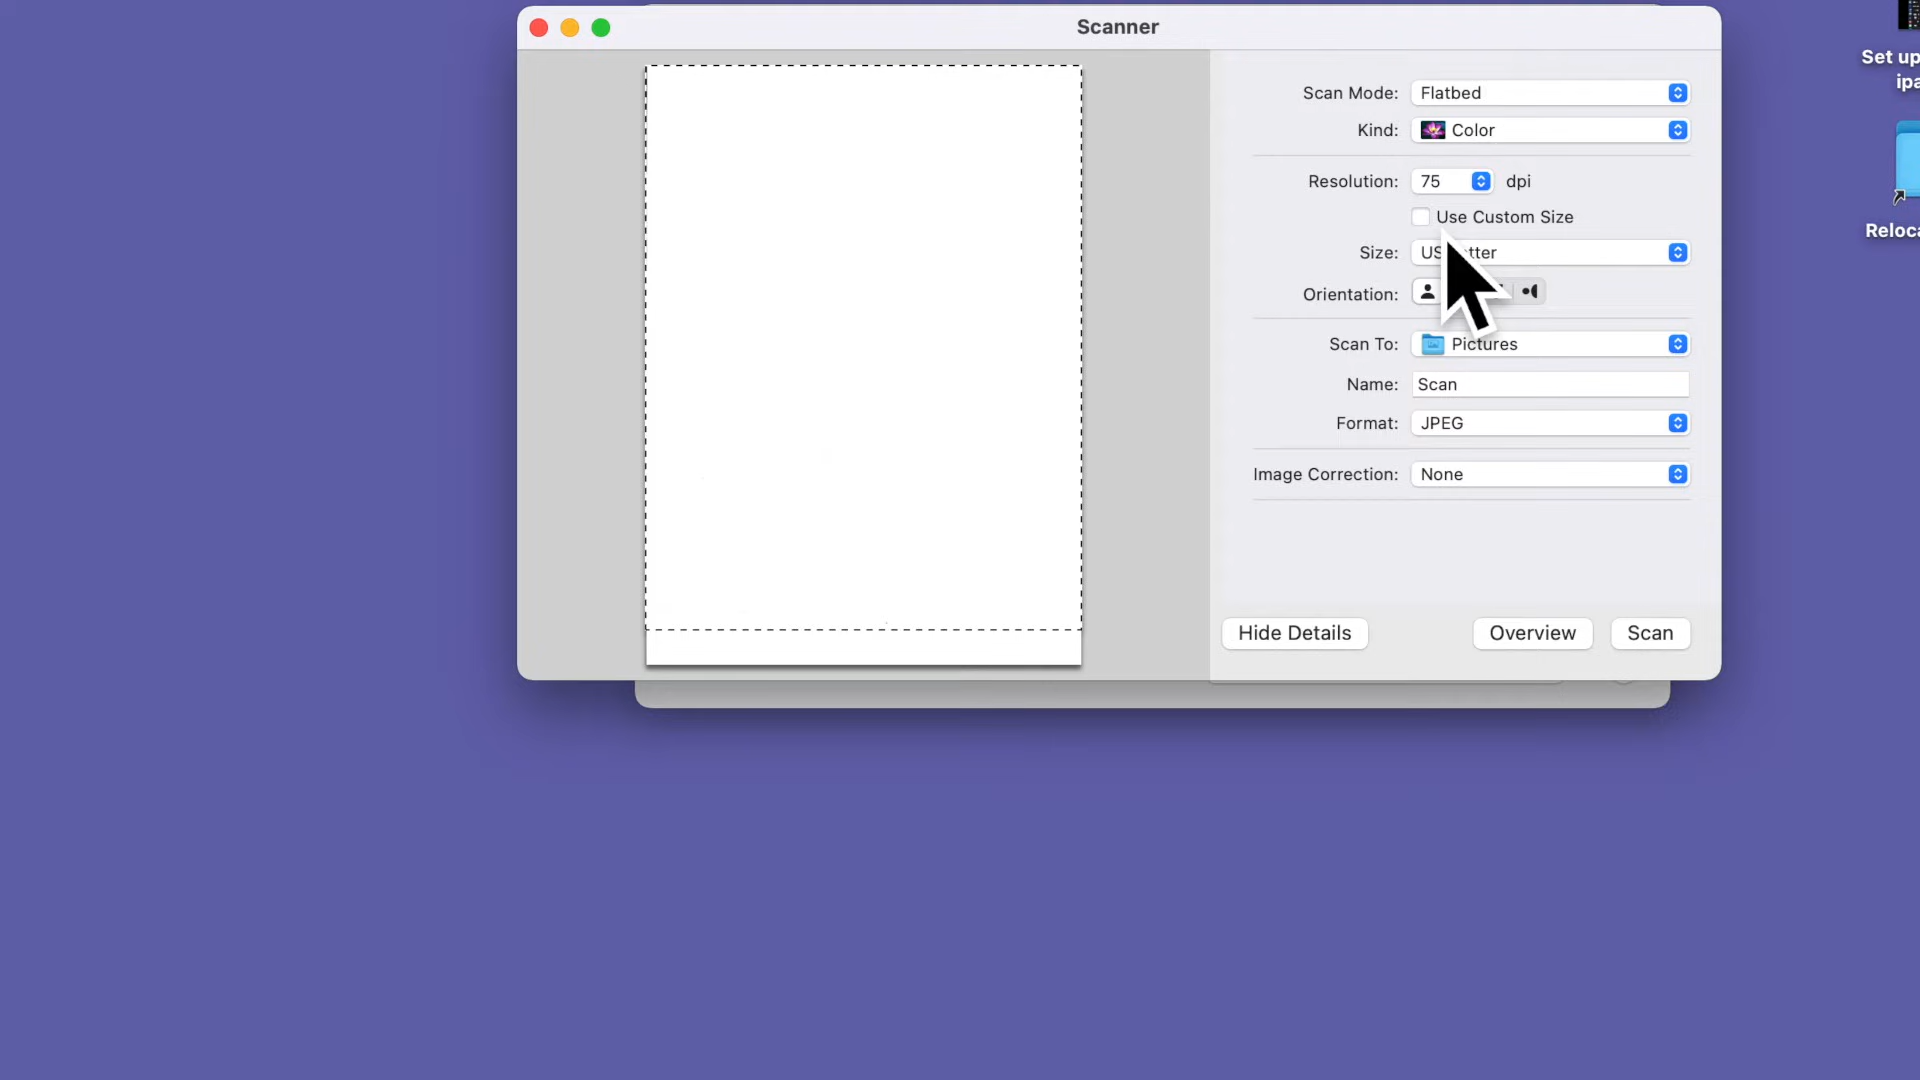 Scanner
Scan Mode: Flatbed
Kind: Color
Resolution: 75 dpi
Use Custom Size
Size:
Orientation:
Scan To: Pictures
Name: Scan
Format: JPEG
Image Correction: None
Hide Details Overview Scan
Set up